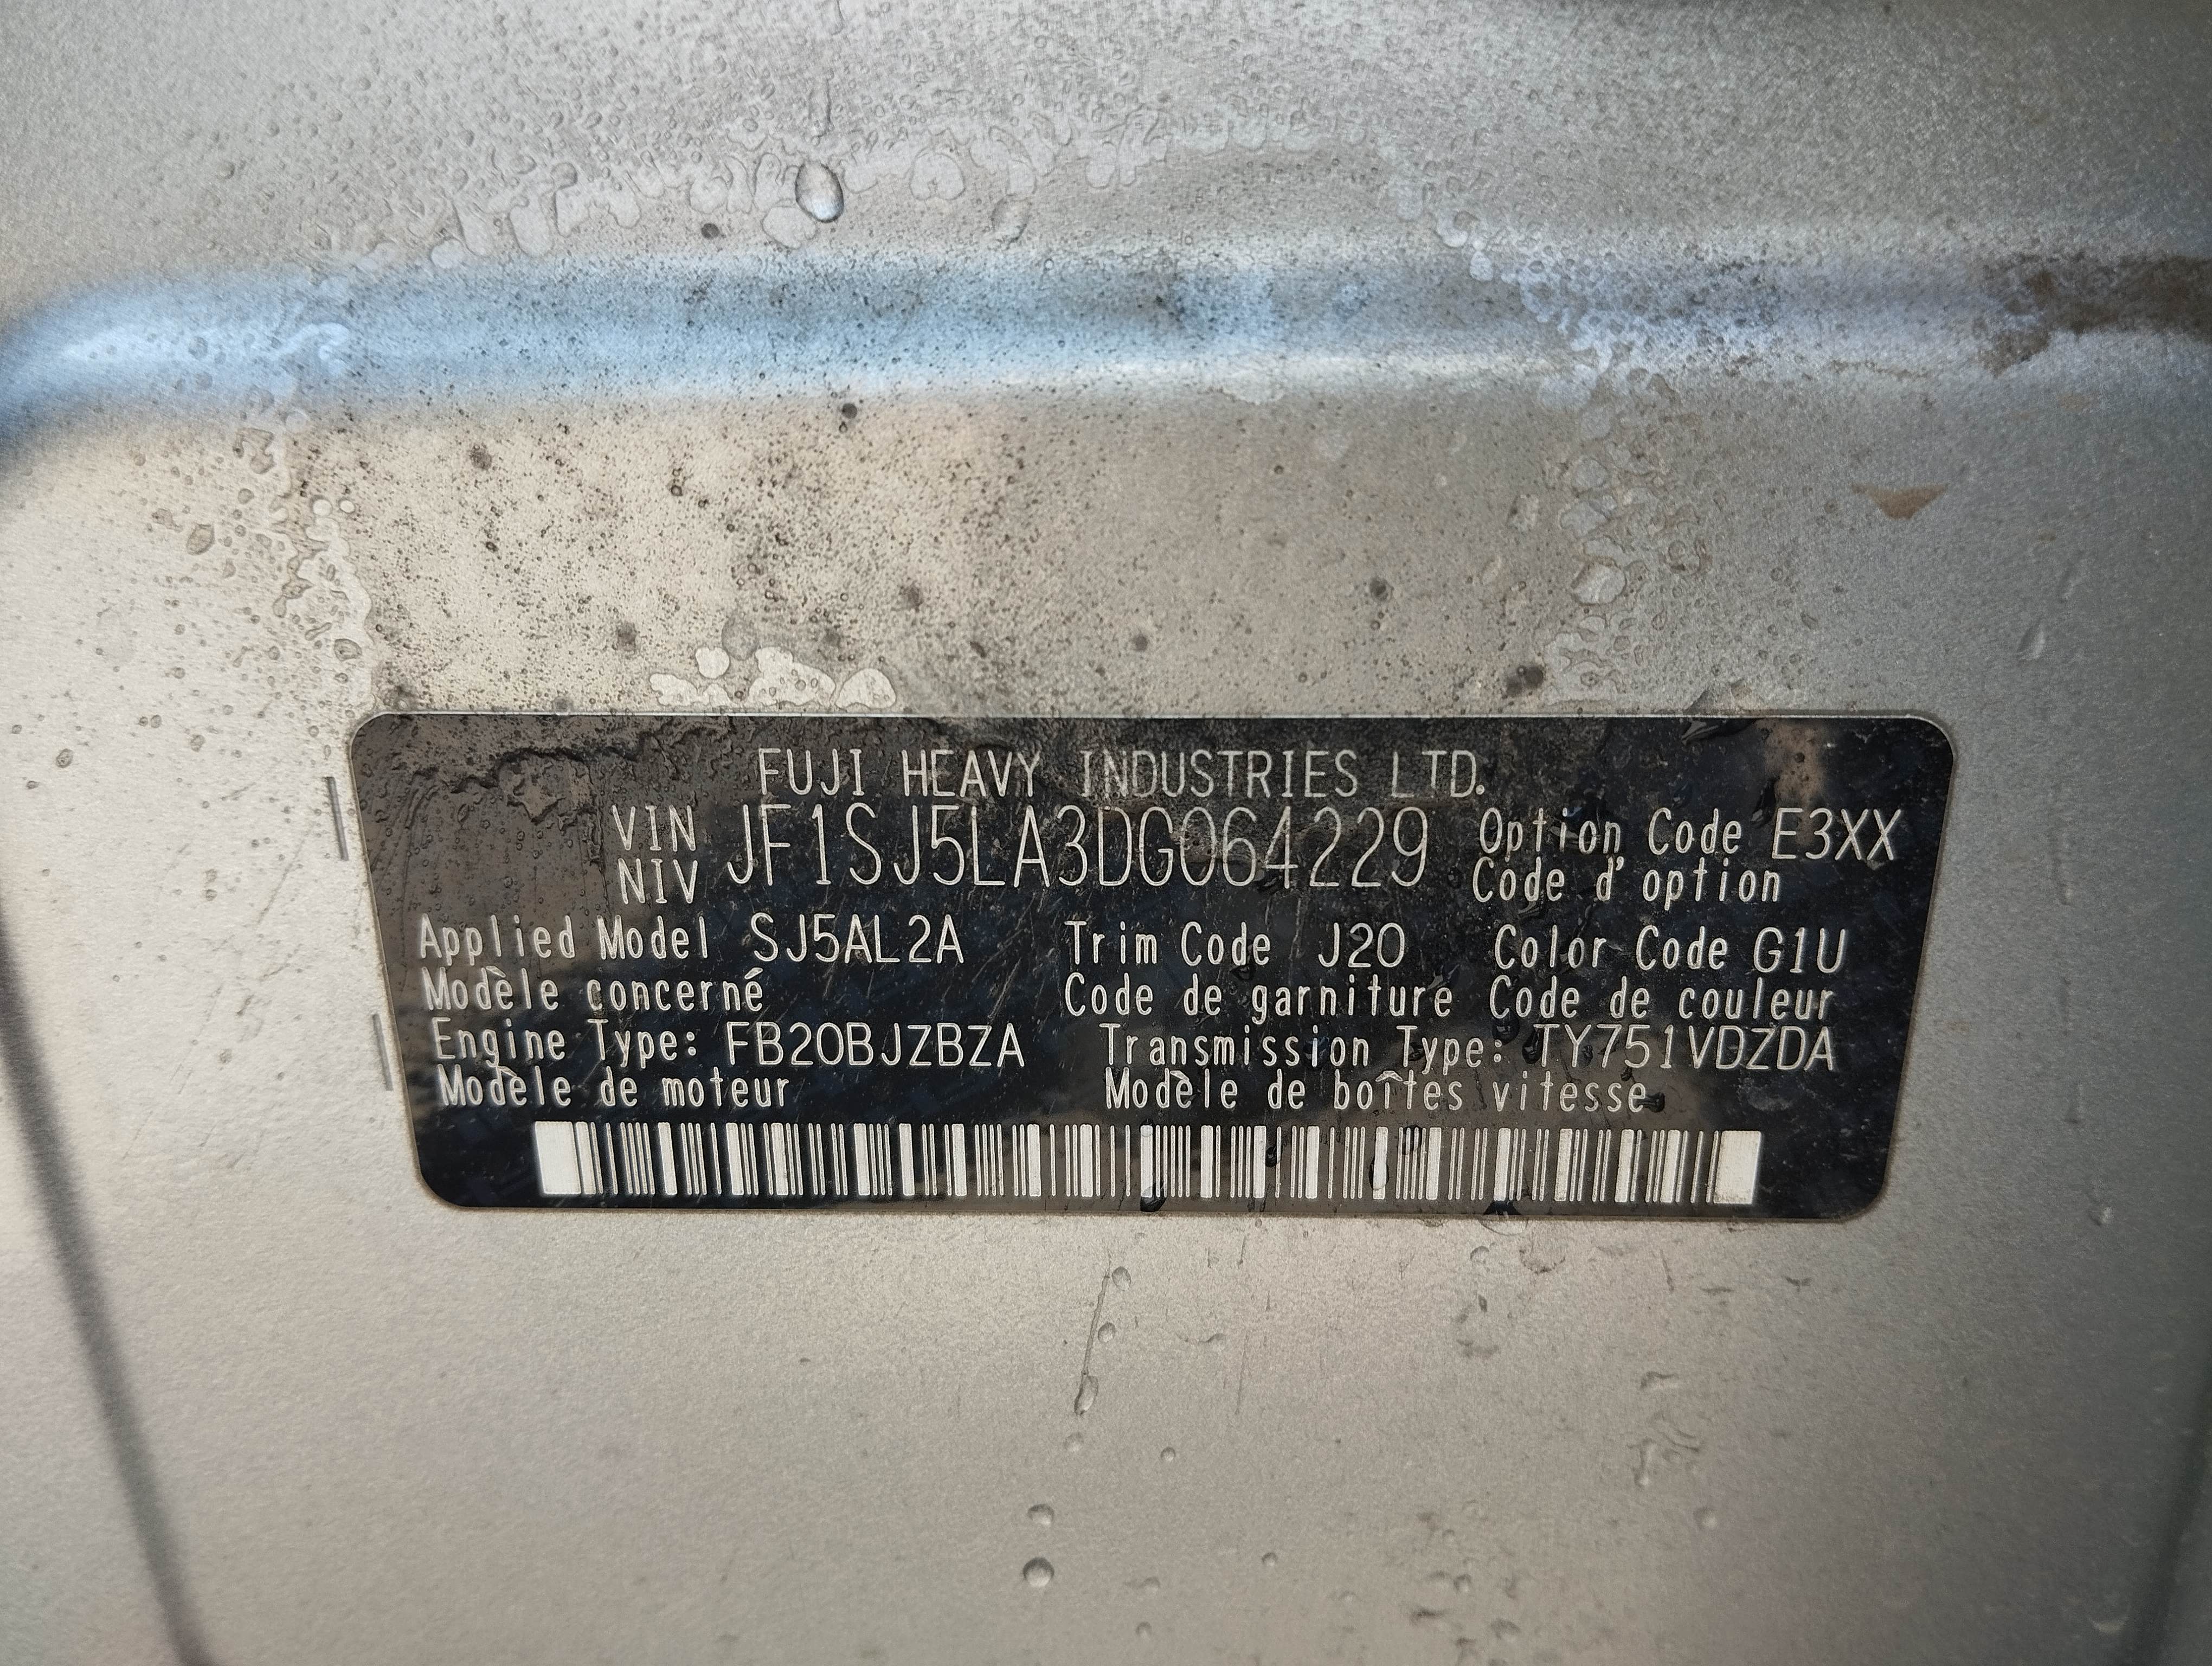 FUJI HEAVY INDUSTRIES LTD.
VIN JF1SJ5LA3DG064229 Option Code E3XX
NIV Code d'option
Applied Model SJ5AL2A Trim Code J20 Color Code G1U
Modèle concerné Code de garniture Code de couleur
Engine Type: FB20BJZBZA Transmission Type: TY751VDZDA
Modèle de moteur Modèle de boîtes vitesse